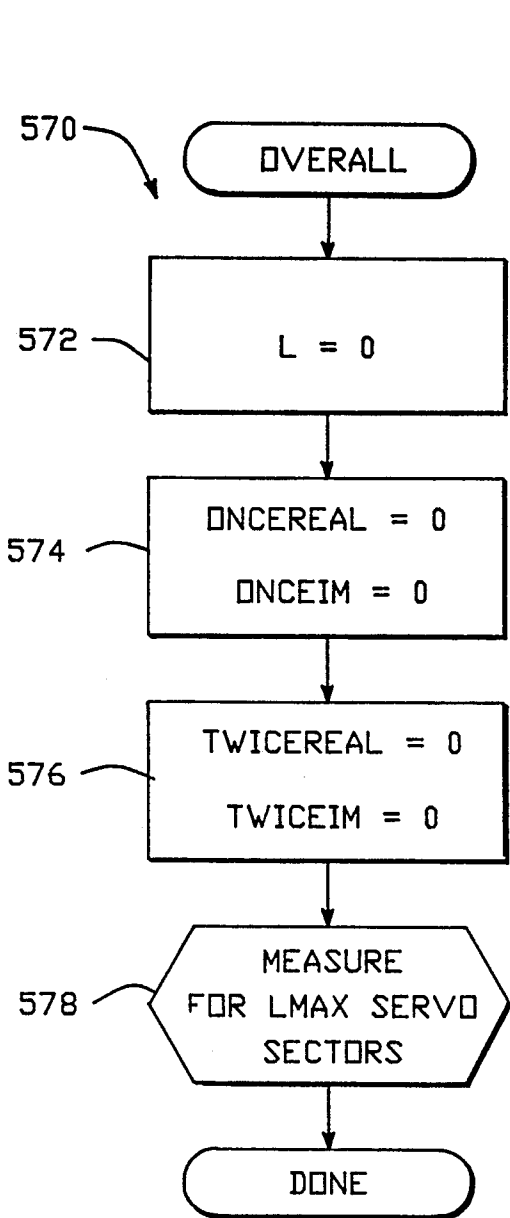 570
OVERALL
572
L = 0
574
ONCEREAL = 0
ONCEIM = 0
576
TWICEREAL = 0
TWICEIM = 0
578
MEASURE
FOR LMAX SERVO
SECTORS
DONE